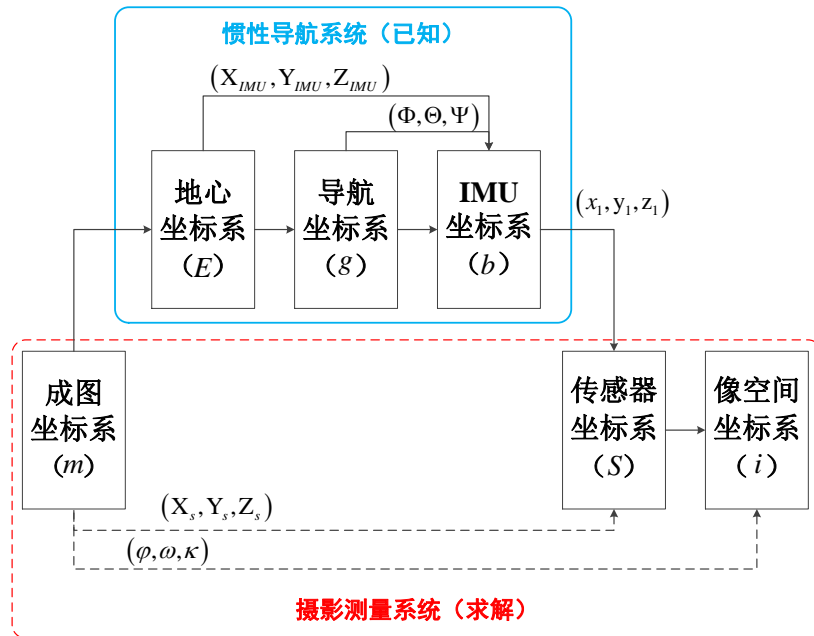 惯性导航系统（已知）
(X_IMU, Y_IMU, Z_IMU)
(Φ, Θ, Ψ)
地心
坐标系
（E）
导航
坐标系
（g）
IMU
坐标系
（b）
(x₁, y₁, z₁)
成图
坐标系
（m）
传感器
坐标系
（S）
像空间
坐标系
（i）
(X_s, Y_s, Z_s)
(φ, ω, κ)
摄影测量系统（求解）